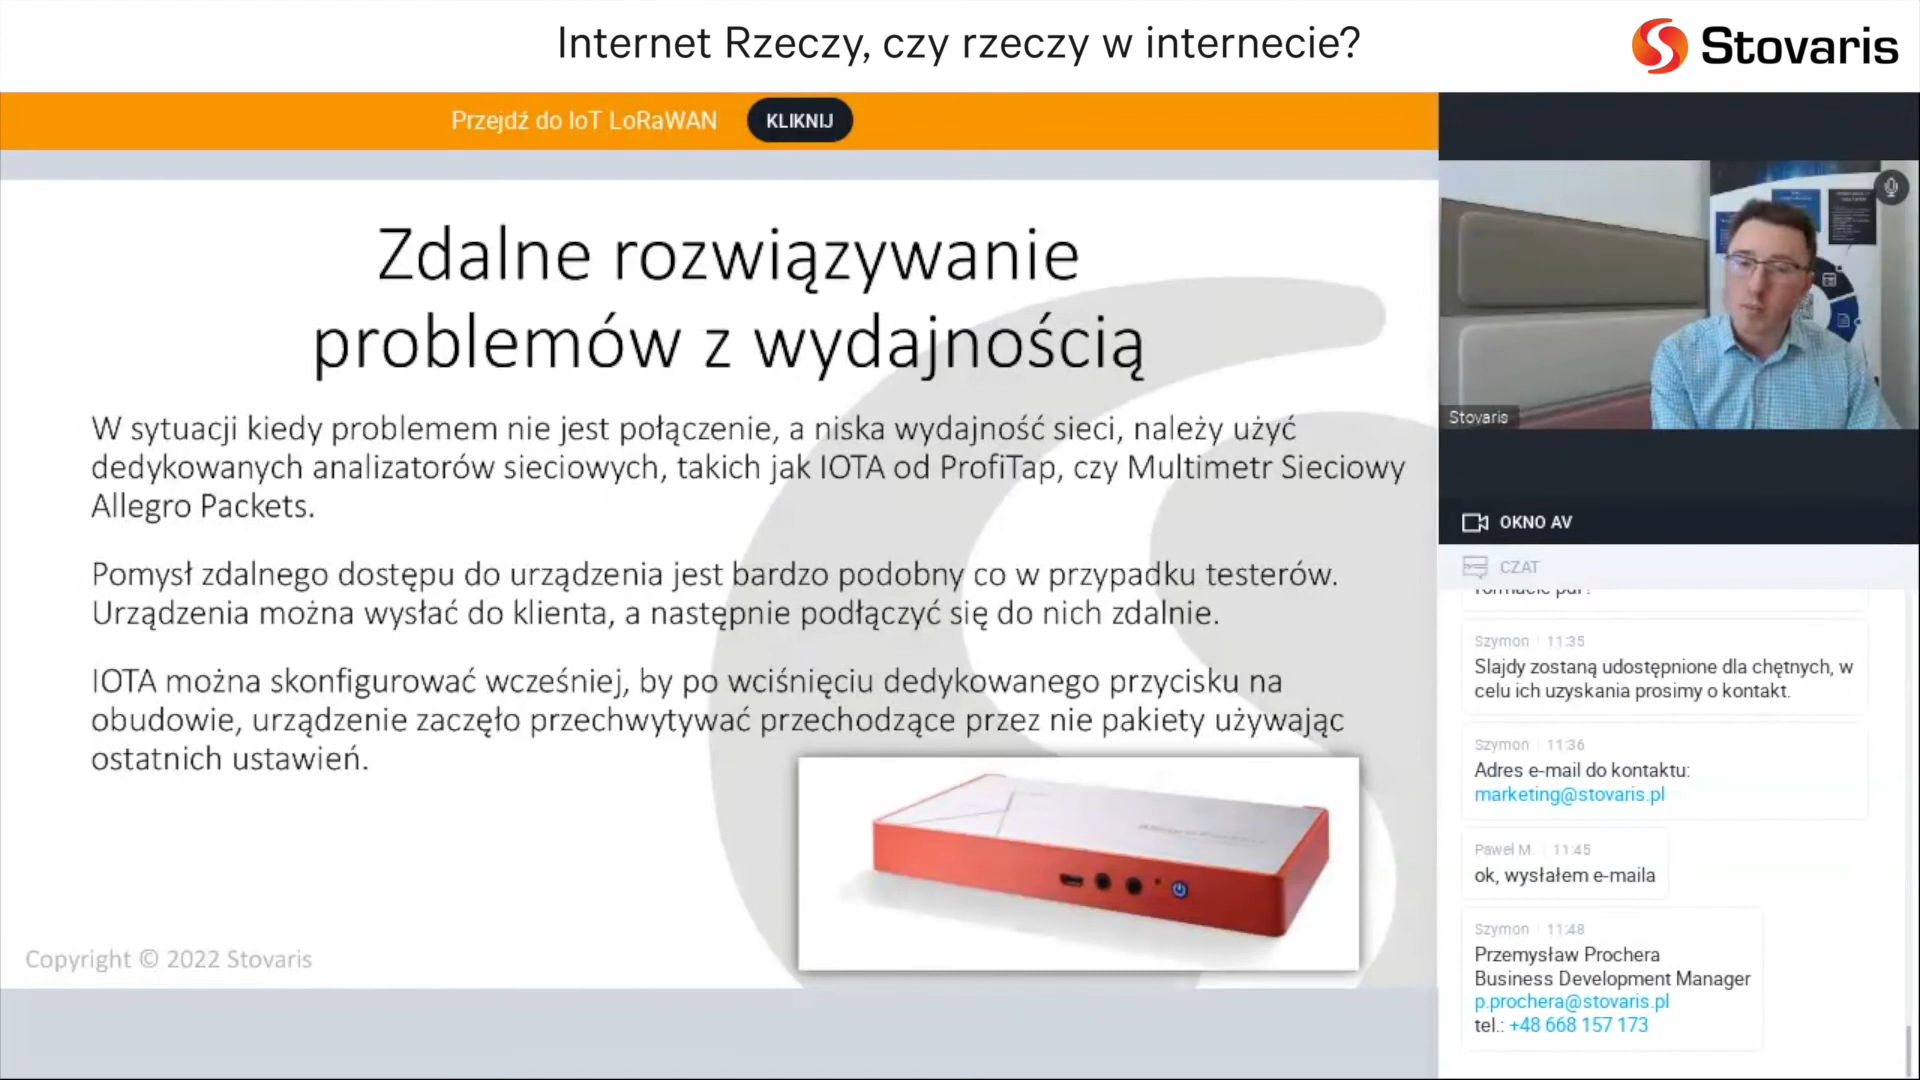 Internet Rzeczy, czy rzeczy w internecie?
Stovaris
Przejdź do IoT LoRaWAN
KLIKNIJ
Zdalne rozwiązywanie
problemów z wydajnością
W sytuacji kiedy problemem nie jest połączenie, a niska wydajność sieci, należy użyć
dedykowanych analizatorów sieciowych, takich jak IOTA od ProfiTap, czy Multimetr Sieciowy
Allegro Packets.
Pomysł zdalnego dostępu do urządzenia jest bardzo podobny co w przypadku testerów.
Urządzenia można wysłać do klienta, a następnie podłączyć się do nich zdalnie.
IOTA można skonfigurować wcześniej, by po wciśnięciu dedykowanego przycisku na
obudowie, urządzenie zaczęło przechwytywać przechodzące przez nie pakiety używając
ostatnich ustawień.
Copyright © 2022 Stovaris
Stovaris
OKNO AV
CZAT
formacie pdf?
Szymon 11:35
Slajdy zostaną udostępnione dla chętnych, w
celu ich uzyskania prosimy o kontakt.
Szymon 11:36
Adres e-mail do kontaktu:
marketing@stovaris.pl
Paweł M. 11:45
ok, wysłałem e-maila
Szymon 11:48
Przemysław Prochera
Business Development Manager
p.prochera@stovaris.pl
tel.: +48 668 157 173